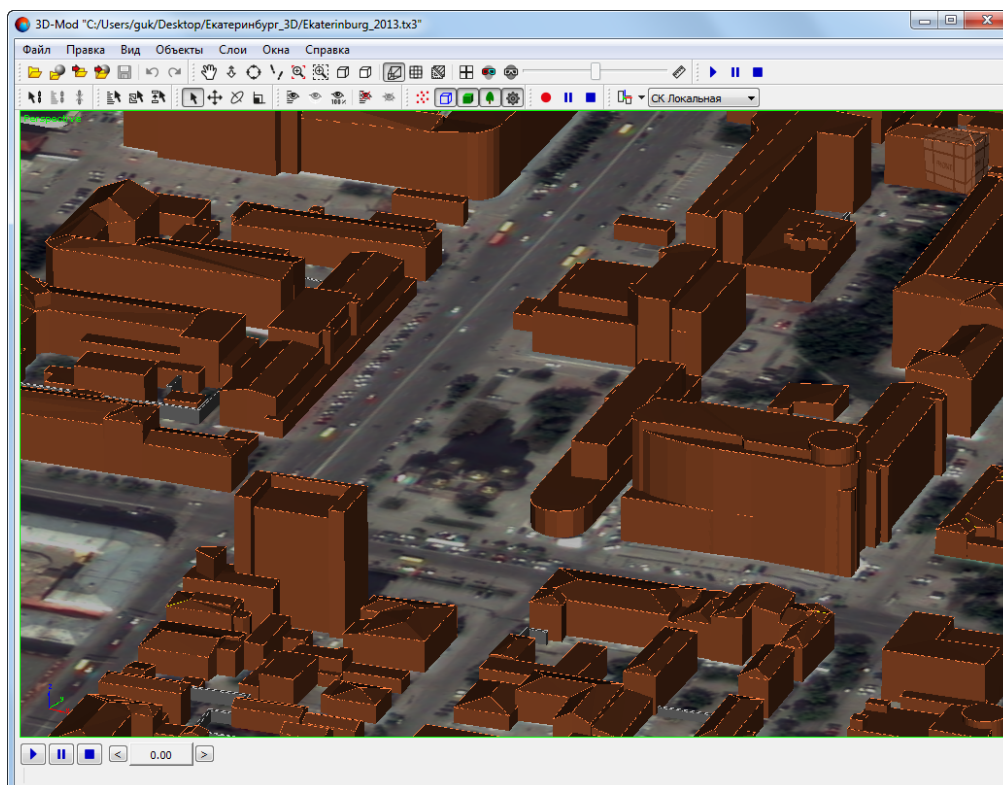 3D-Mod "C:/Users/guk/Desktop/Екатеринбург_3D/Ekaterinburg_2013.tx3"
Файл Правка Вид Объекты Слои Окна Справка
100%
СК Локальная
Perspective
z
y
< 0.00 >